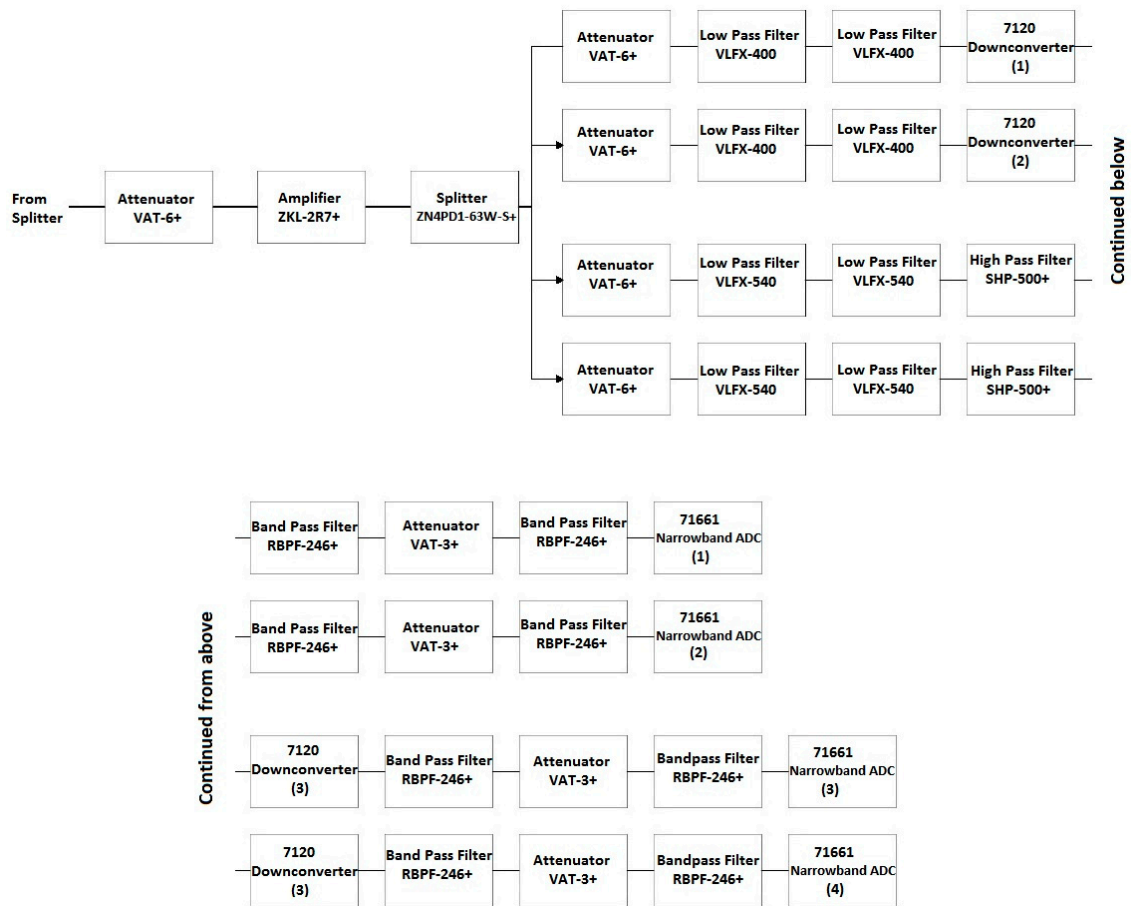 Attenuator
VAT-6+
Low Pass Filter
VLFX-400
Low Pass Filter
VLFX-400
7120
Downconverter
(1)
Attenuator
VAT-6+
Low Pass Filter
VLFX-400
Low Pass Filter
VLFX-400
7120
Downconverter
(2)
From
Splitter
Attenuator
VAT-6+
Amplifier
ZKL-2R7+
Splitter
ZN4PD1-63W-S+
Attenuator
VAT-6+
Low Pass Filter
VLFX-540
Low Pass Filter
VLFX-540
High Pass Filter
SHP-500+
Attenuator
VAT-6+
Low Pass Filter
VLFX-540
Low Pass Filter
VLFX-540
High Pass Filter
SHP-500+
Continued below
Continued from above
Band Pass Filter
RBPF-246+
Attenuator
VAT-3+
Band Pass Filter
RBPF-246+
71661
Narrowband ADC
(1)
Band Pass Filter
RBPF-246+
Attenuator
VAT-3+
Band Pass Filter
RBPF-246+
71661
Narrowband ADC
(2)
7120
Downconverter
(3)
Band Pass Filter
RBPF-246+
Attenuator
VAT-3+
Bandpass Filter
RBPF-246+
71661
Narrowband ADC
(3)
7120
Downconverter
(3)
Band Pass Filter
RBPF-246+
Attenuator
VAT-3+
Bandpass Filter
RBPF-246+
71661
Narrowband ADC
(4)